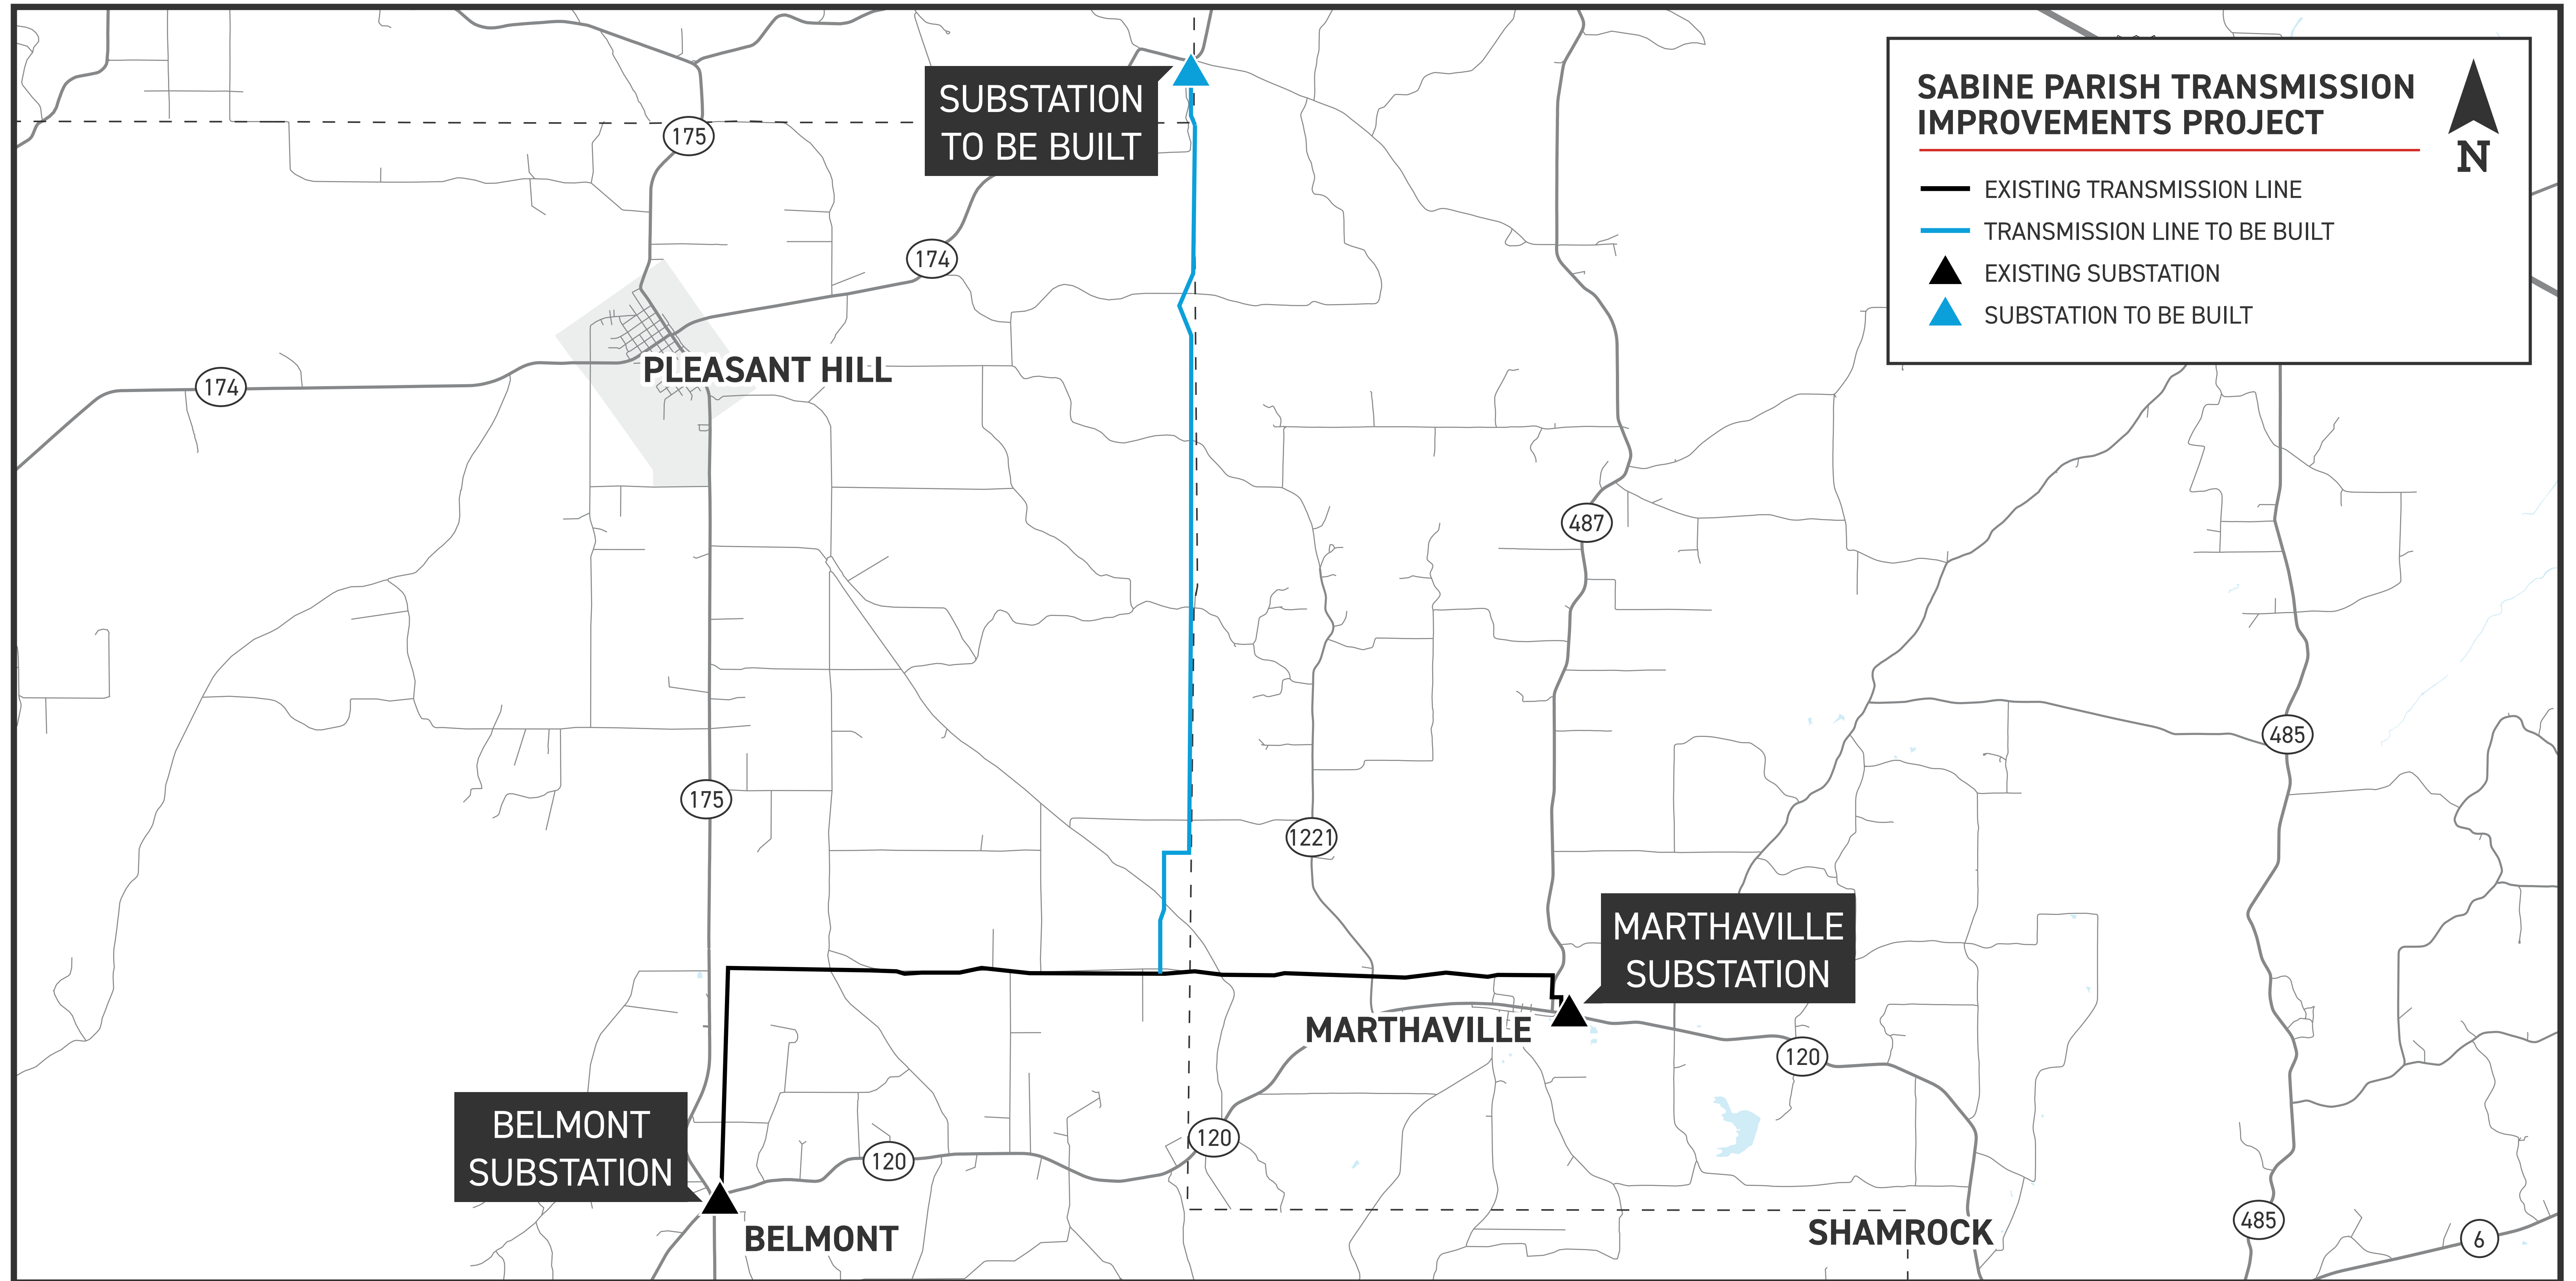 SUBSTATION
TO BE BUILT
SABINE PARISH TRANSMISSION
IMPROVEMENTS PROJECT
N
EXISTING TRANSMISSION LINE
TRANSMISSION LINE TO BE BUILT
EXISTING SUBSTATION
SUBSTATION TO BE BUILT
175
174
PLEASANT HILL
174
487
485
175
1221
MARTHAVILLE
SUBSTATION
MARTHAVILLE
120
BELMONT
SUBSTATION
120
120
BELMONT
SHAMROCK
485
6